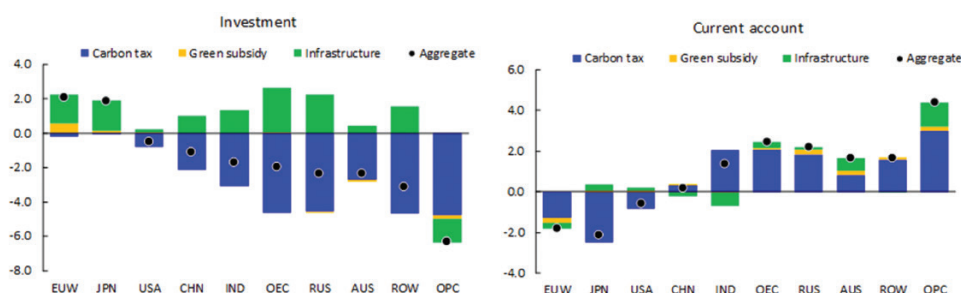 Investment
Carbon tax Green subsidy Infrastructure Aggregate
4.0
2.0
0.0
-2.0
-4.0
-6.0
-8.0
EUW JPN USA CHN IND OEC RUS AUS ROW OPC
Current account
Carbon tax Green subsidy Infrastructure Aggregate
6.0
4.0
2.0
0.0
-2.0
-4.0
EUW JPN USA CHN IND OEC RUS AUS ROW OPC